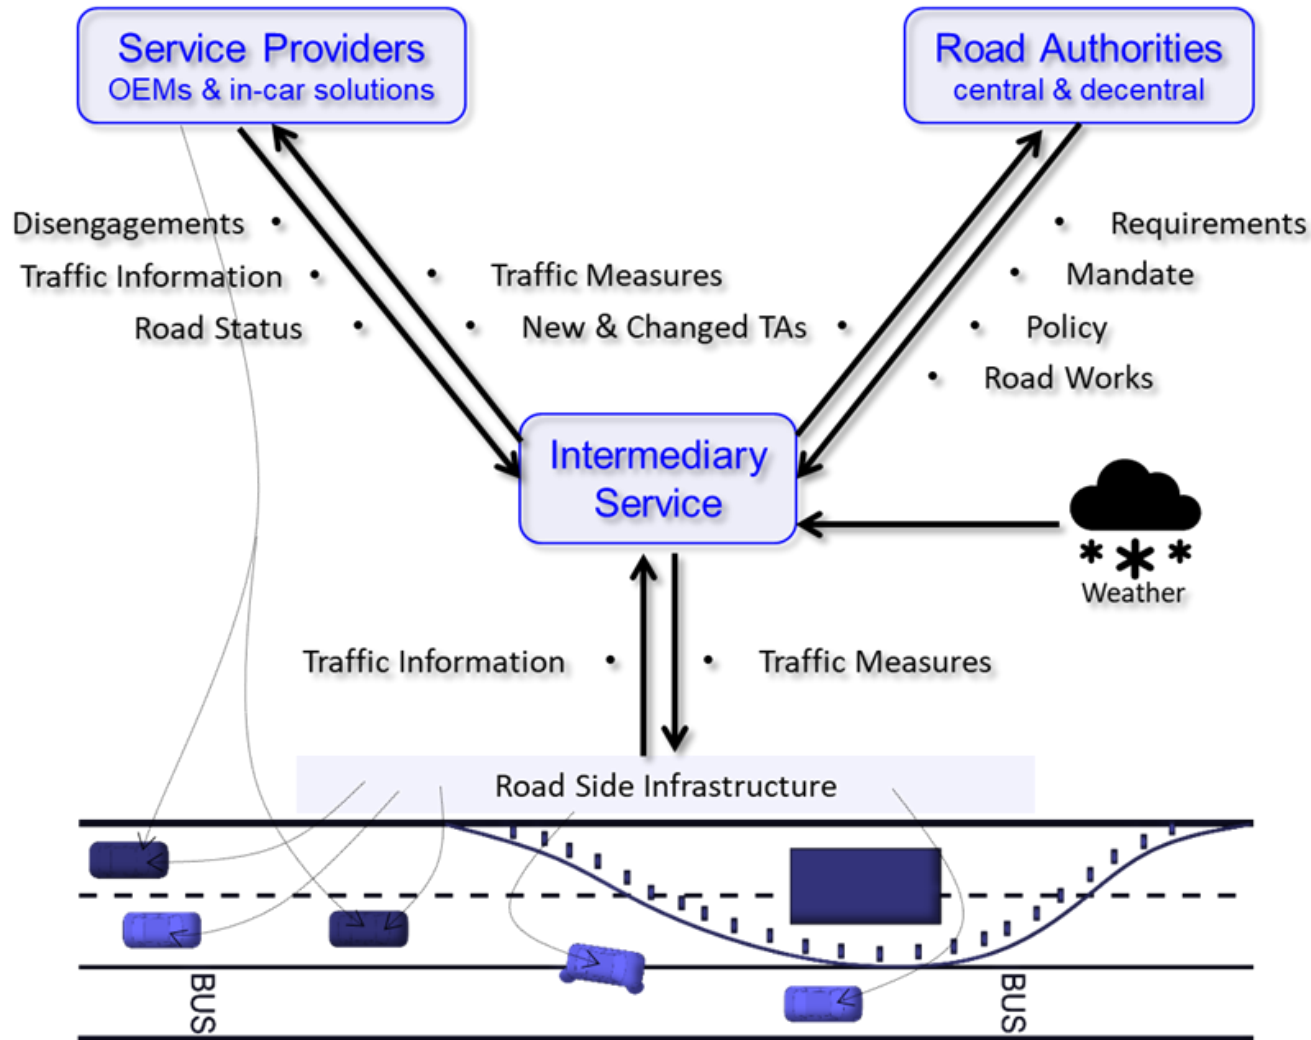 Service Providers
OEMs & in-car solutions
Road Authorities
central & decentral
Disengagements •
Traffic Information •
Road Status •
• Traffic Measures
• New & Changed TAs •
• Requirements
• Mandate
• Policy
• Road Works
Intermediary
Service
Weather
Traffic Information •
• Traffic Measures
Road Side Infrastructure
BUS
BUS